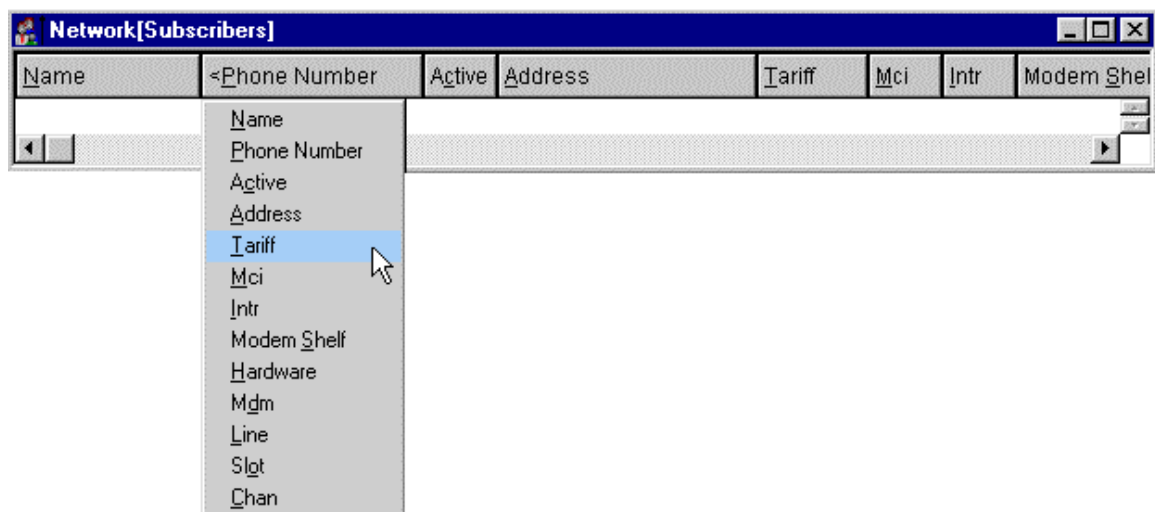 Network[Subscribers]
Name <Phone Number Active Address Tariff Mci Intr Modem Shel
Name
Phone Number
Active
Address
Tariff
Mci
Intr
Modem Shelf
Hardware
Mdm
Line
Slot
Chan